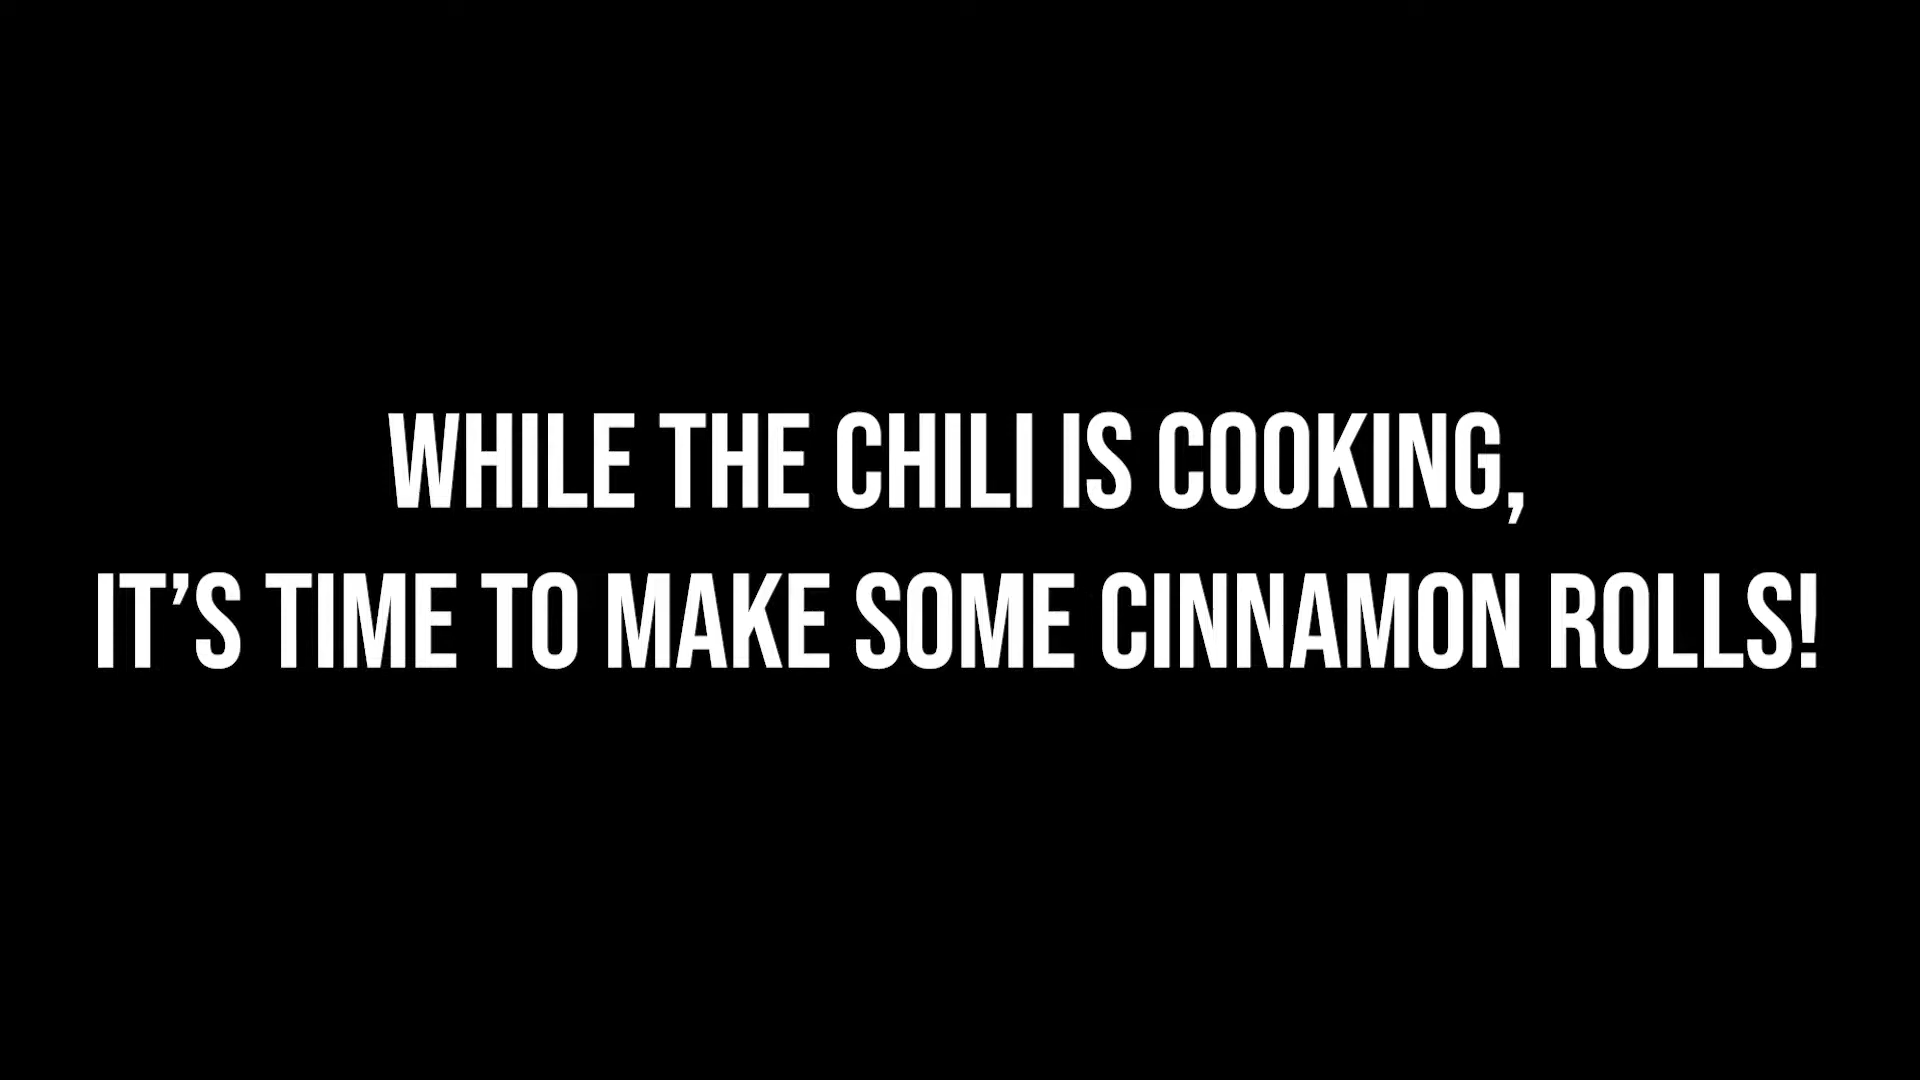 WHILE THE CHILI IS COOKING,
IT’S TIME TO MAKE SOME CINNAMON ROLLS!